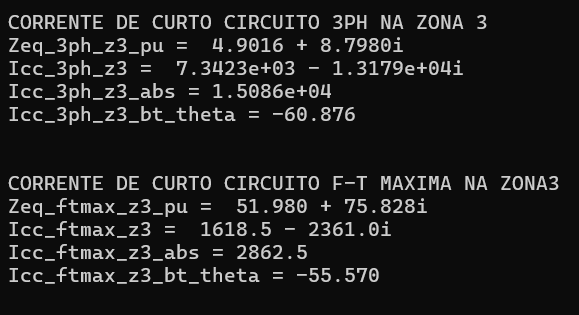 CORRENTE DE CURTO CIRCUITO 3PH NA ZONA 3
Zeq_3ph_z3_pu =  4.9016 + 8.7980i
Icc_3ph_z3 =  7.3423e+03 - 1.3179e+04i
Icc_3ph_z3_abs = 1.5086e+04
Icc_3ph_z3_bt_theta = -60.876
CORRENTE DE CURTO CIRCUITO F-T MAXIMA NA ZONA3
Zeq_ftmax_z3_pu =  51.980 + 75.828i
Icc_ftmax_z3 =  1618.5 - 2361.0i
Icc_ftmax_z3_abs = 2862.5
Icc_ftmax_z3_bt_theta = -55.570